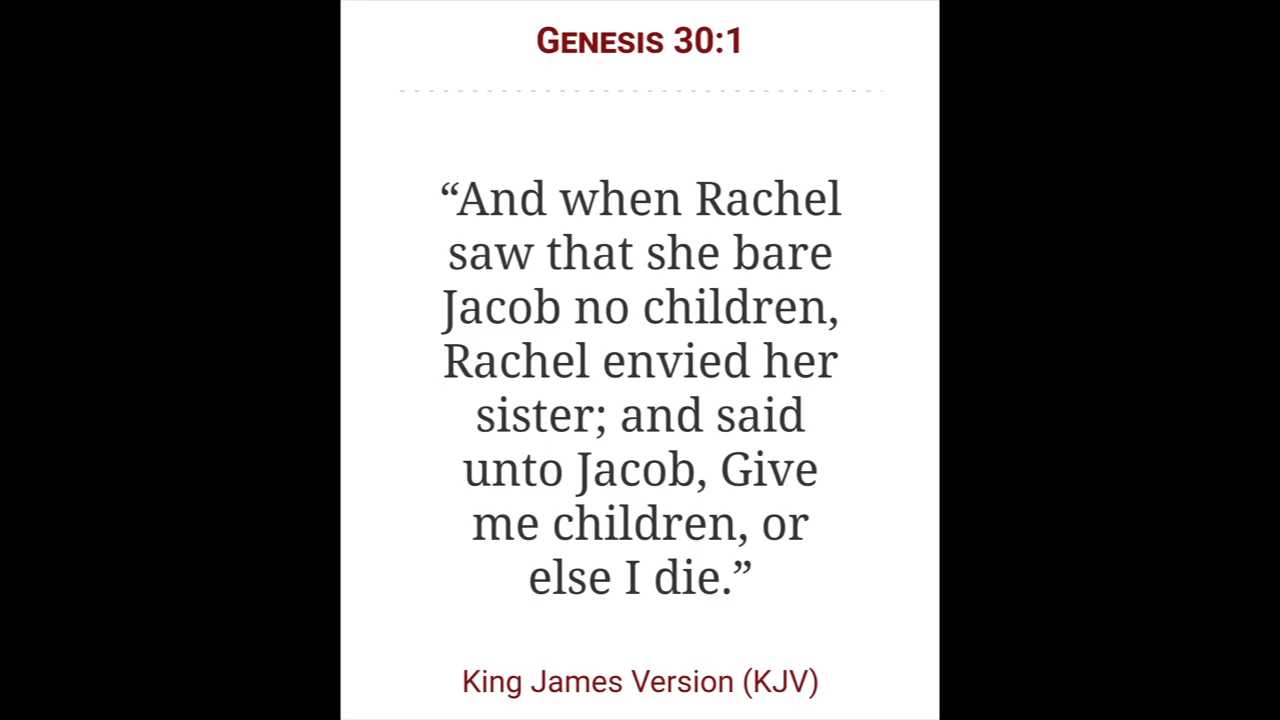 Genesis 30:1
“And when Rachel
saw that she bare
Jacob no children,
Rachel envied her
sister; and said
unto Jacob, Give
me children, or
else I die.”
King James Version (KJV)